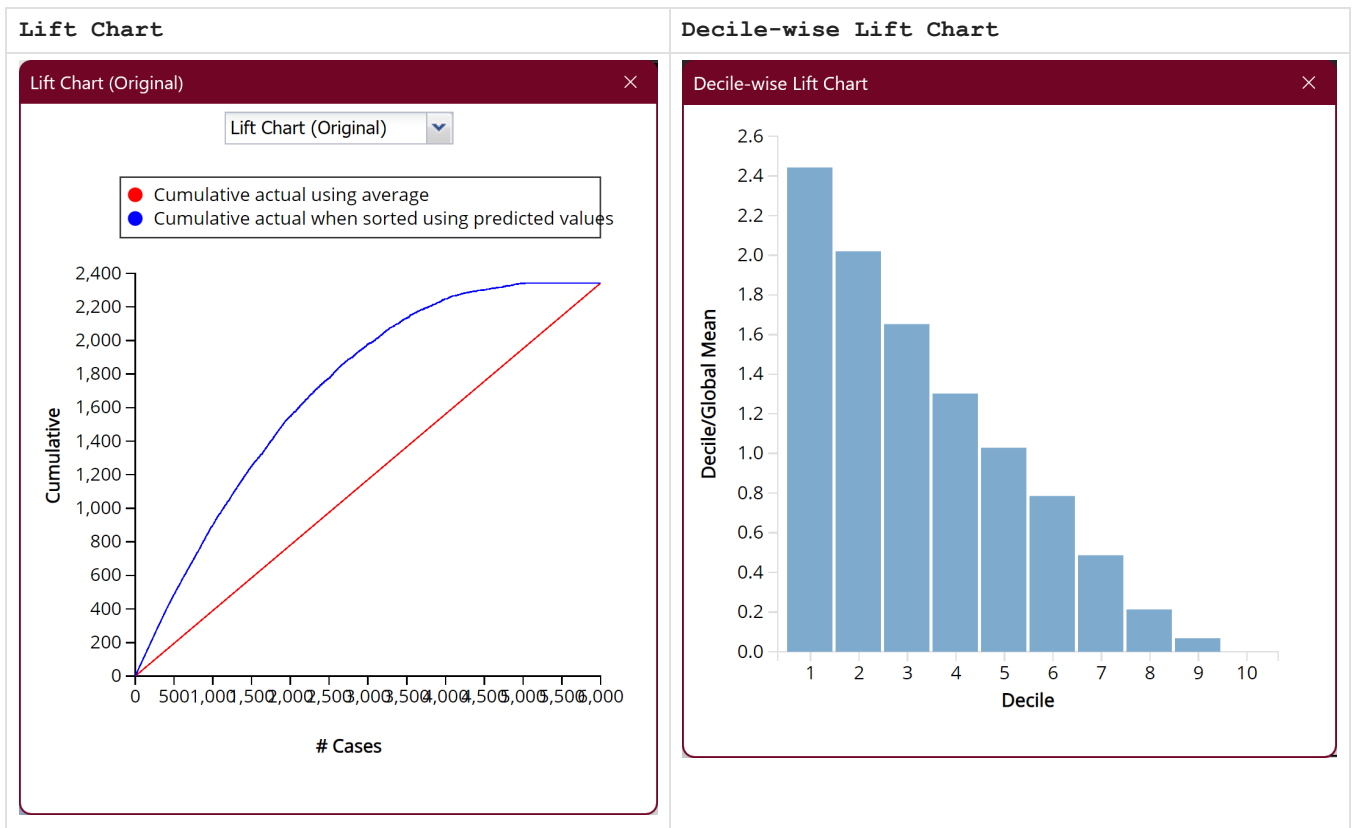 Lift Chart
Decile-wise Lift Chart
Lift Chart (Original)
Lift Chart (Original)
Cumulative actual using average
Cumulative actual when sorted using predicted values
2,400
2,200
2,000
1,800
1,600
1,400
1,200
1,000
800
600
400
200
0
Cumulative
0 500 1,000 1,500 2,000 2,500 3,000 3,500 4,000 4,500 5,000 5,500 6,000
# Cases
Decile-wise Lift Chart
2.6
2.4
2.2
2.0
1.8
1.6
1.4
1.2
1.0
0.8
0.6
0.4
0.2
0.0
Decile/Global Mean
1 2 3 4 5 6 7 8 9 10
Decile